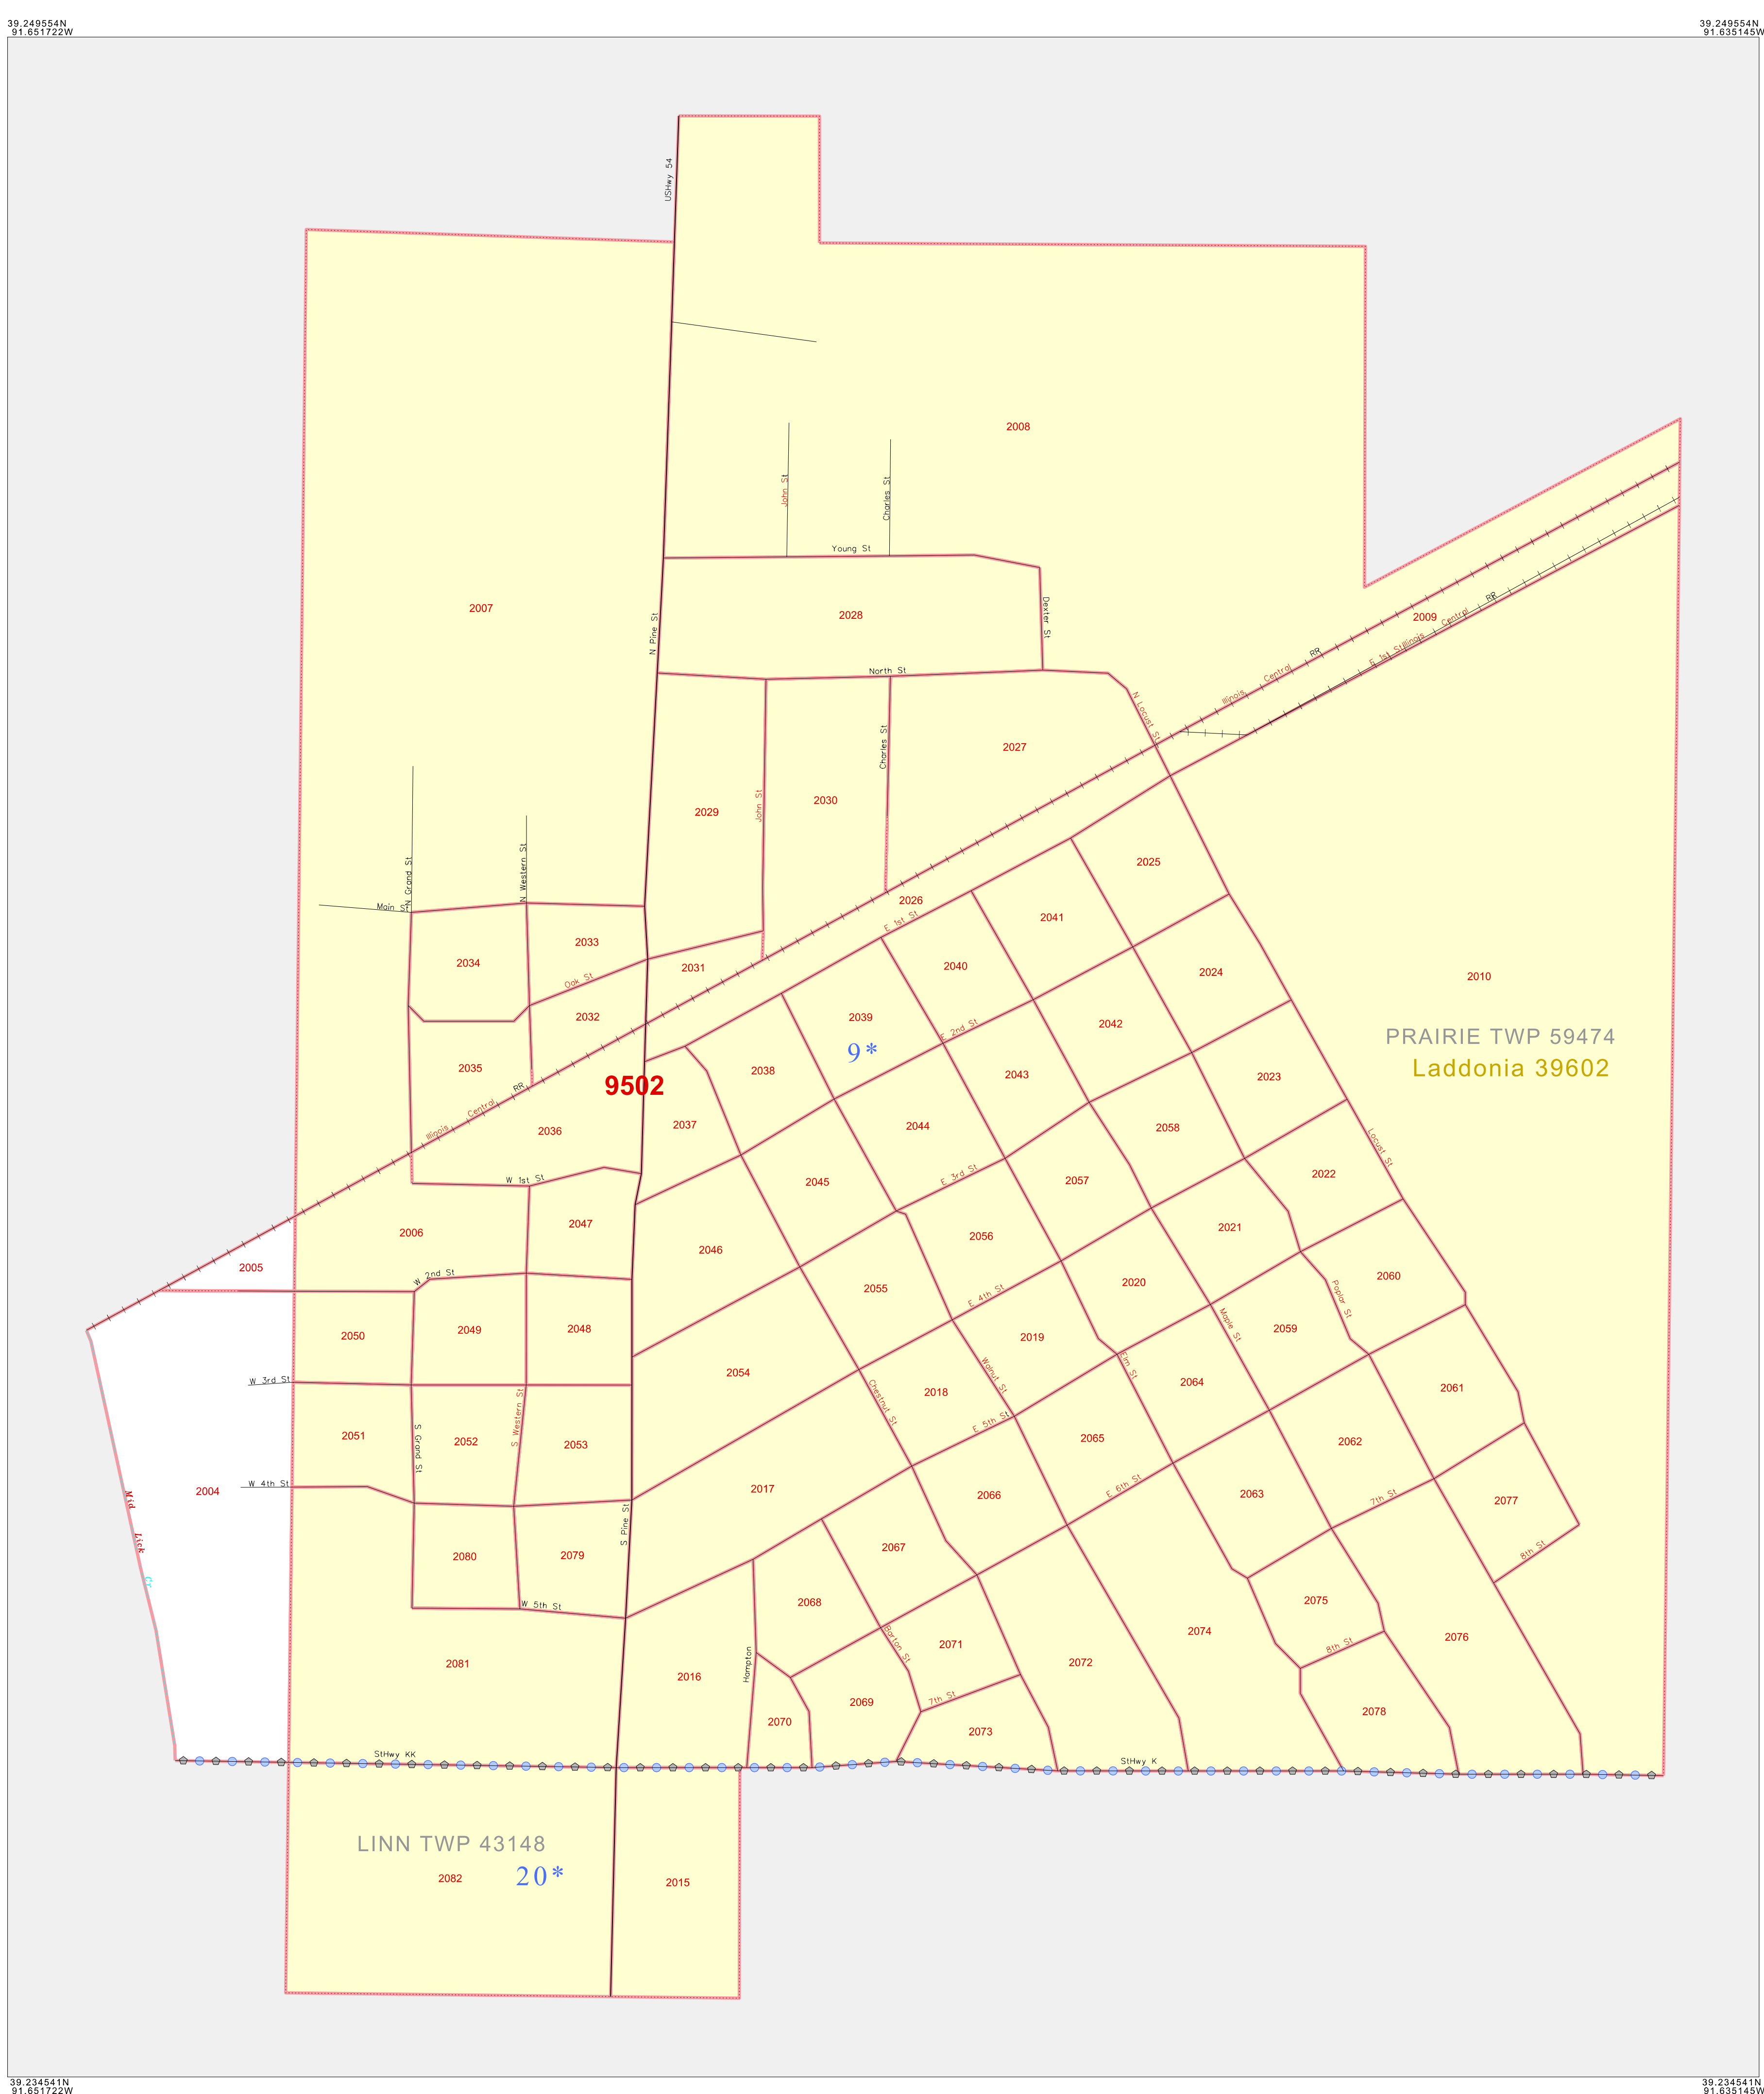 39.249554N
91.651722W
39.249554N
91.635145W
USHwy 54
2008
John St
Charles St
Young St
2007
2028
Dexter St
N Pine St
2009
RR
Illinois
Central
E 1st St
Illinois
Central
RR
North St
N Locust St
2027
Charles St
John St
2029
2030
2025
N Grand St
N Western St
Main St
2026
E 1st St
2041
2033
2034
Oak St
2031
2040
2024
2010
2032
2039
E 2nd St
2042
PRAIRIE TWP 59474
9*
Laddonia 39602
2035
2038
2043
2023
9502
RR
Central
Illinois
2036
2037
2044
2058
Locust St
W 1st St
2045
E 3rd St
2057
2022
2006
2047
2046
2056
2021
2005
W 2nd St
2055
2020
2060
E 4th St
Poplar St
2050
2049
2048
2019
Maple St
2059
2054
Walnut St
Elm St
W 3rd St
Chestnut St
2018
2064
2061
S Western St
S Grand St
2051
2052
2053
E 5th St
2065
2062
2004
W 4th St
2017
2066
E 6th St
2063
7th St
2077
Mid
Lick
Cr
S Pine St
2080
2079
2067
8th St
W 5th St
2068
2075
2081
Hampton
Barton St
2071
2074
8th St
2076
2016
2072
2069
7th St
2070
2073
2078
StHwy KK
StHwy K
LINN TWP 43148
20*
2082
2015
39.234541N
91.651722W
39.234541N
91.635145W